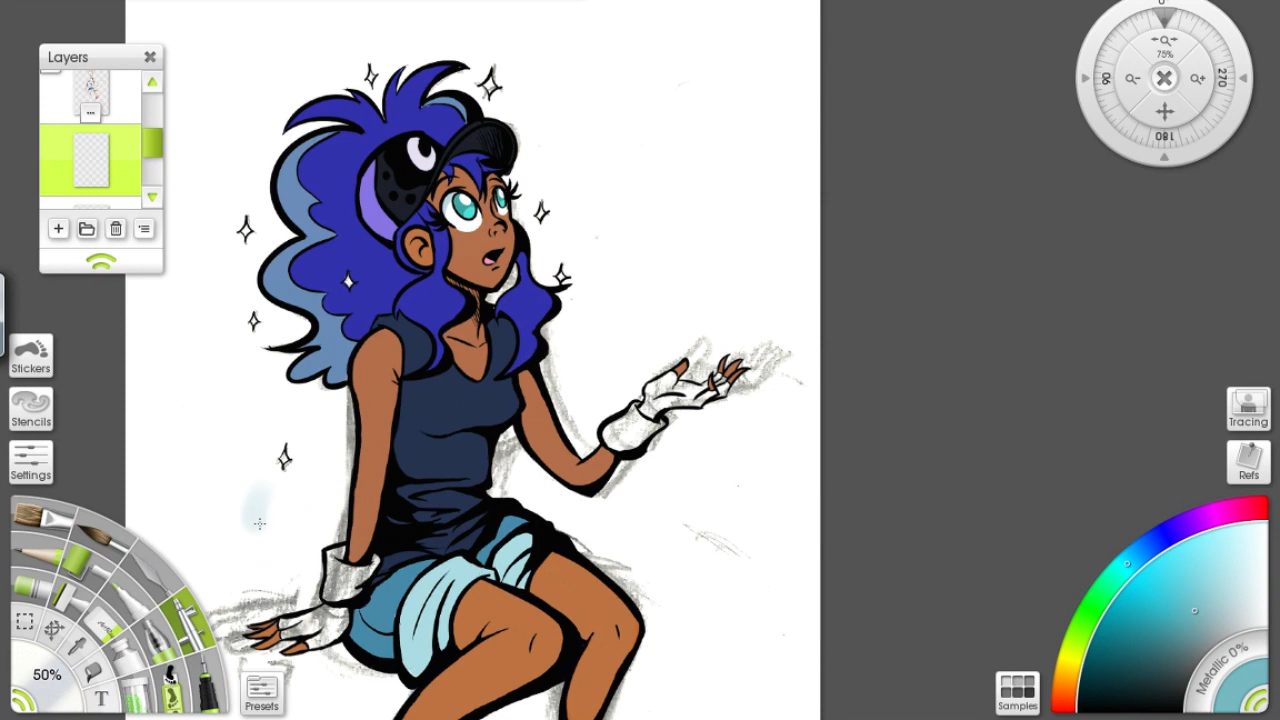 Layers
Stickers
Stencils
Settings
50%
T
Presets
0
75%
90
270
180
Tracing
Refs
Metallic 0%
Samples